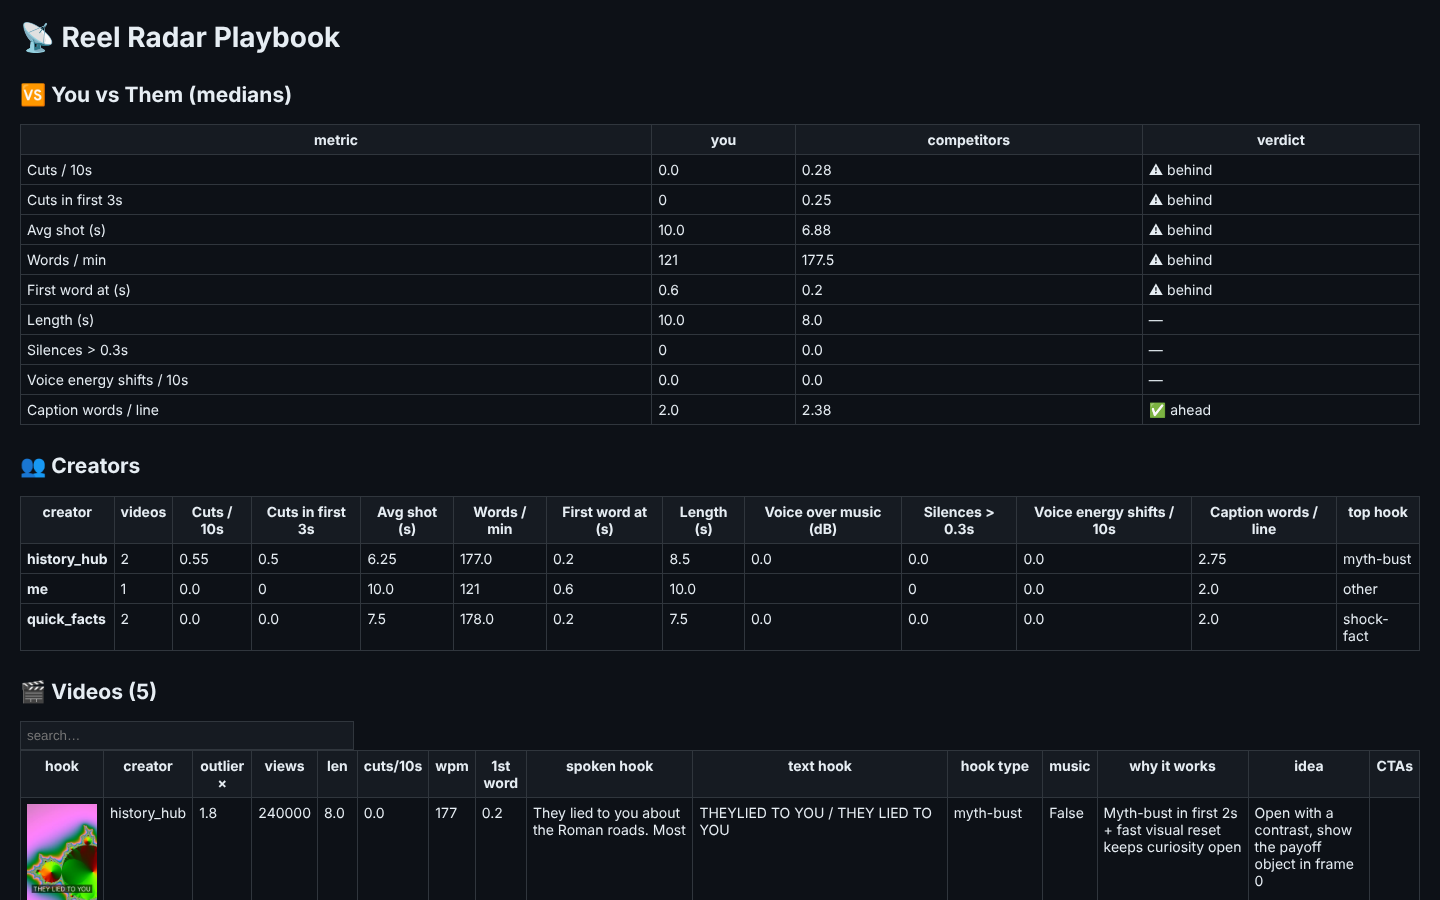 📡 Reel Radar Playbook
🆚 You vs Them (medians)
metric you competitors verdict
Cuts / 10s 0.0 0.28 ⚠ behind
Cuts in first 3s 0 0.25 ⚠ behind
Avg shot (s) 10.0 6.88 ⚠ behind
Words / min 121 177.5 ⚠ behind
First word at (s) 0.6 0.2 ⚠ behind
Length (s) 10.0 8.0 —
Silences > 0.3s 0 0.0 —
Voice energy shifts / 10s 0.0 0.0 —
Caption words / line 2.0 2.38 ✅ ahead
👥 Creators
creator videos Cuts / 10s Cuts in first 3s Avg shot (s) Words / min First word at (s) Length (s) Voice over music (dB) Silences > 0.3s Voice energy shifts / 10s Caption words / line top hook
history_hub 2 0.55 0.5 6.25 177.0 0.2 8.5 0.0 0.0 0.0 2.75 myth-bust
me 1 0.0 0 10.0 121 0.6 10.0 0 0.0 2.0 other
quick_facts 2 0.0 0.0 7.5 178.0 0.2 7.5 0.0 0.0 0.0 2.0 shock-fact
🎬 Videos (5)
search…
hook creator outlier × views len cuts/10s wpm 1st word spoken hook text hook hook type music why it works idea CTAs
THEY LIED TO YOU
history_hub 1.8 240000 8.0 0.0 177 0.2 They lied to you about the Roman roads. Most THEYLIED TO YOU / THEY LIED TO YOU myth-bust False Myth-bust in first 2s + fast visual reset keeps curiosity open Open with a contrast, show the payoff object in frame 0